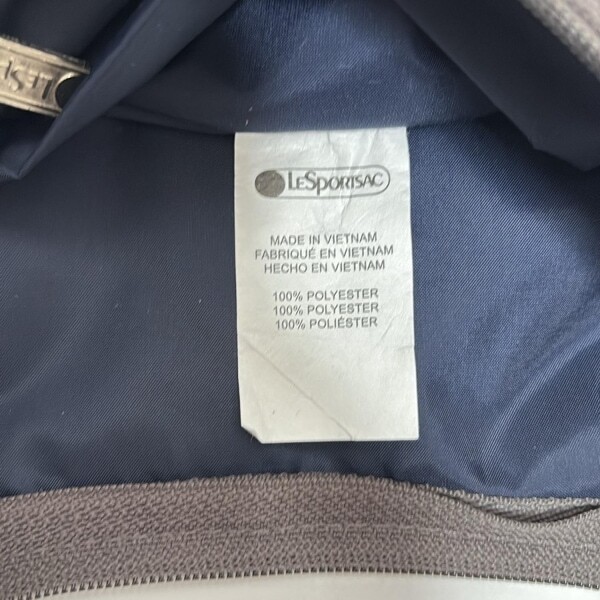 LESPORTSAC
MADE IN VIETNAM
FABRIQUÉ EN VIETNAM
HECHO EN VIETNAM
100% POLYESTER
100% POLYESTER
100% POLIÉSTER